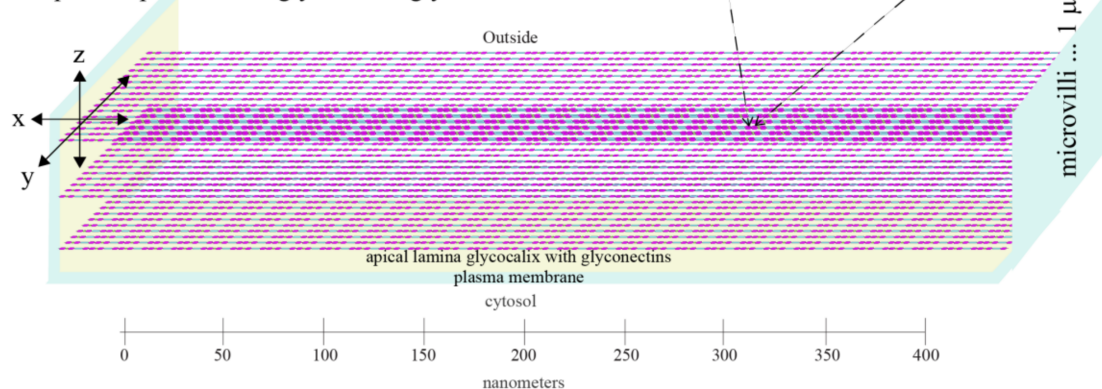 Outside
z
x
y
microvilli ... 1 µ
apical lamina glycocalix with glyconectins
plasma membrane
cytosol
0 50 100 150 200 250 300 350 400
nanometers